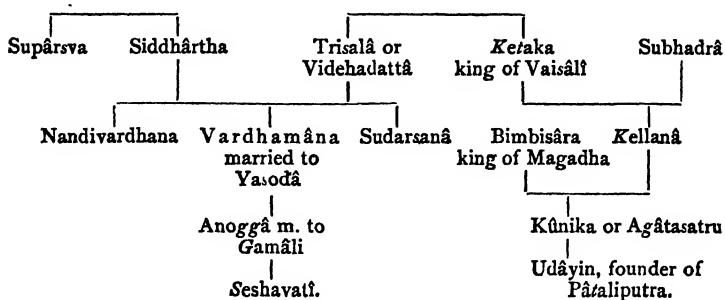 Supârsva Siddhârtha Trisalâ or Ketaka Subhadrâ
Videhadattâ king of Vaisâlî
Nandivardhana Vardhamâna Sudarsanâ Bimbisâra Kellanâ
married to king of Magadha
Yasodâ
Anoggâ m. to Kûnika or Agâtasatru
Gamâli
Udâyin, founder of
Seshavatî. Pâtaliputra.